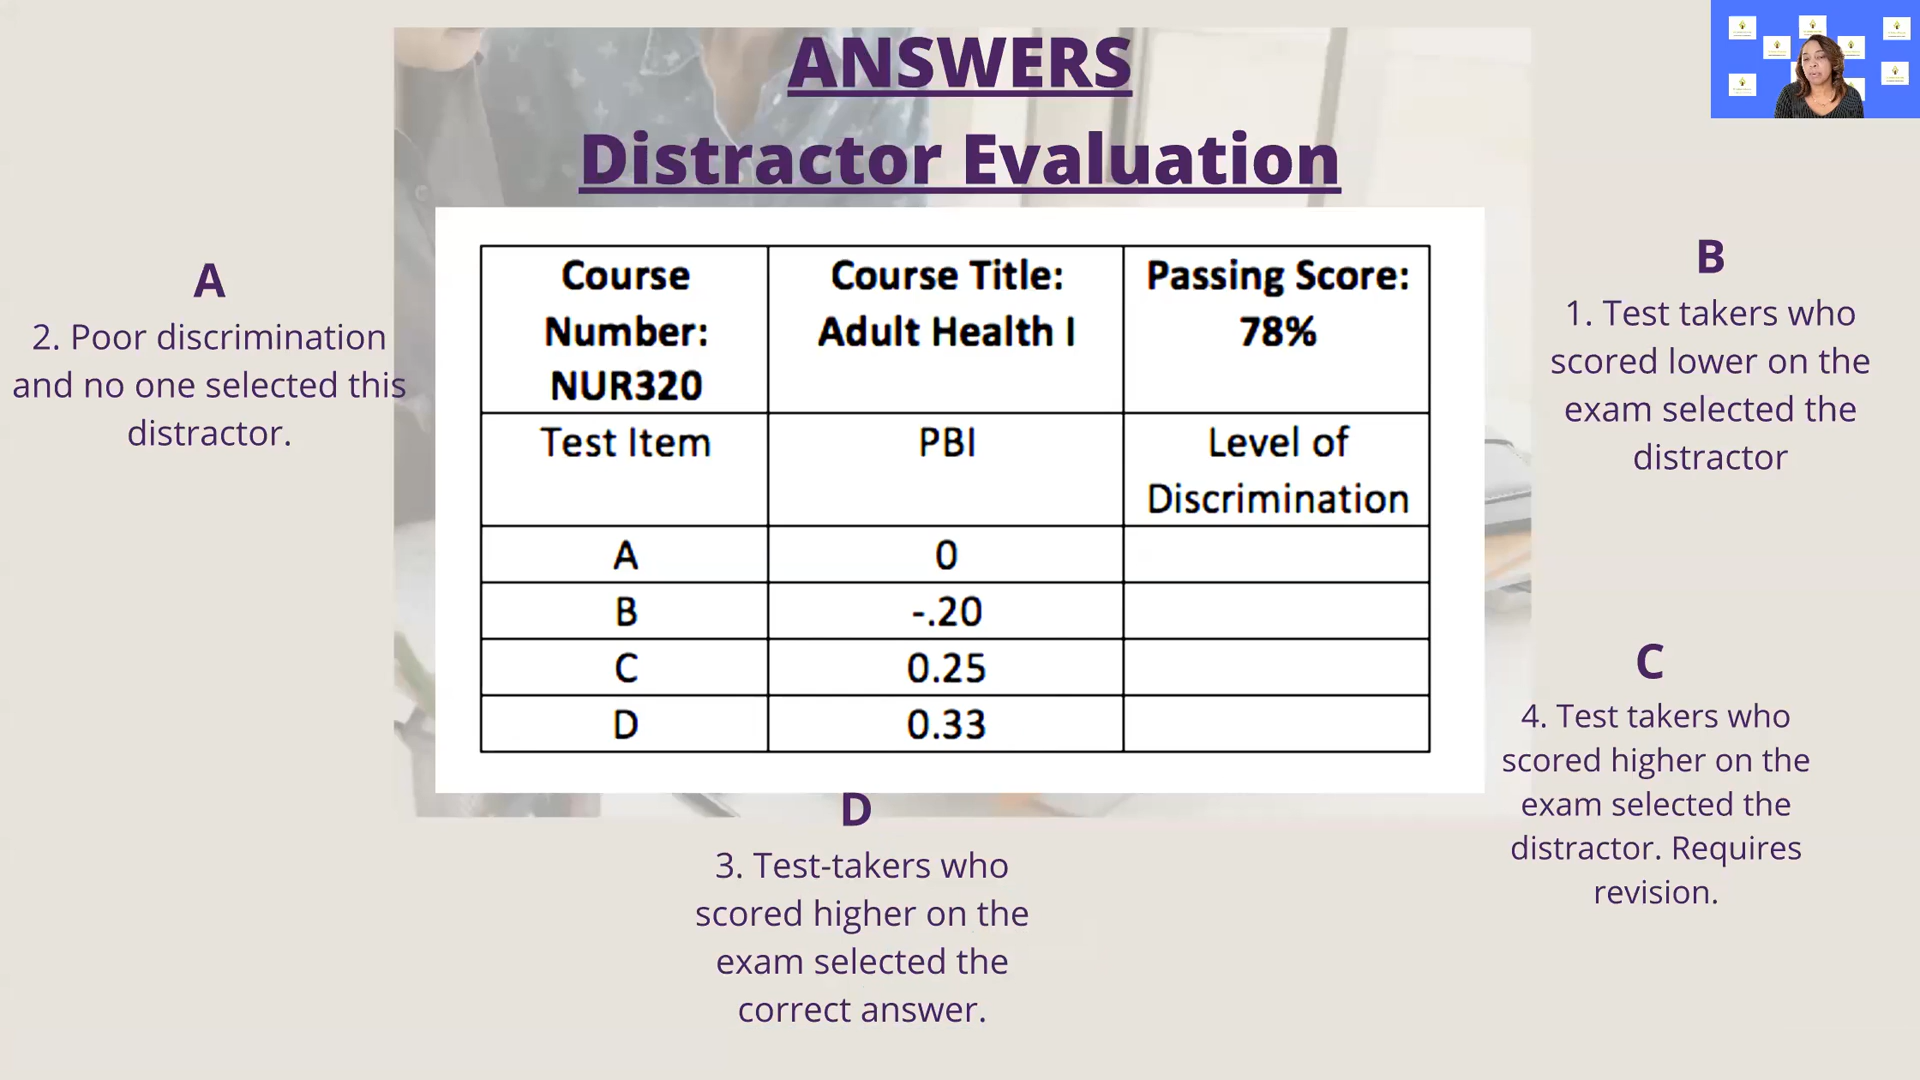 ANSWERS
Distractor Evaluation
A
2. Poor discrimination
and no one selected this
distractor.
Course
Number:
NUR320
Course Title:
Adult Health I
Passing Score:
78%
Test Item
PBI
Level of
Discrimination
A
0
B
-.20
C
0.25
D
0.33
B
1. Test takers who
scored lower on the
exam selected the
distractor
C
4. Test takers who
scored higher on the
exam selected the
distractor. Requires
revision.
D
3. Test-takers who
scored higher on the
exam selected the
correct answer.